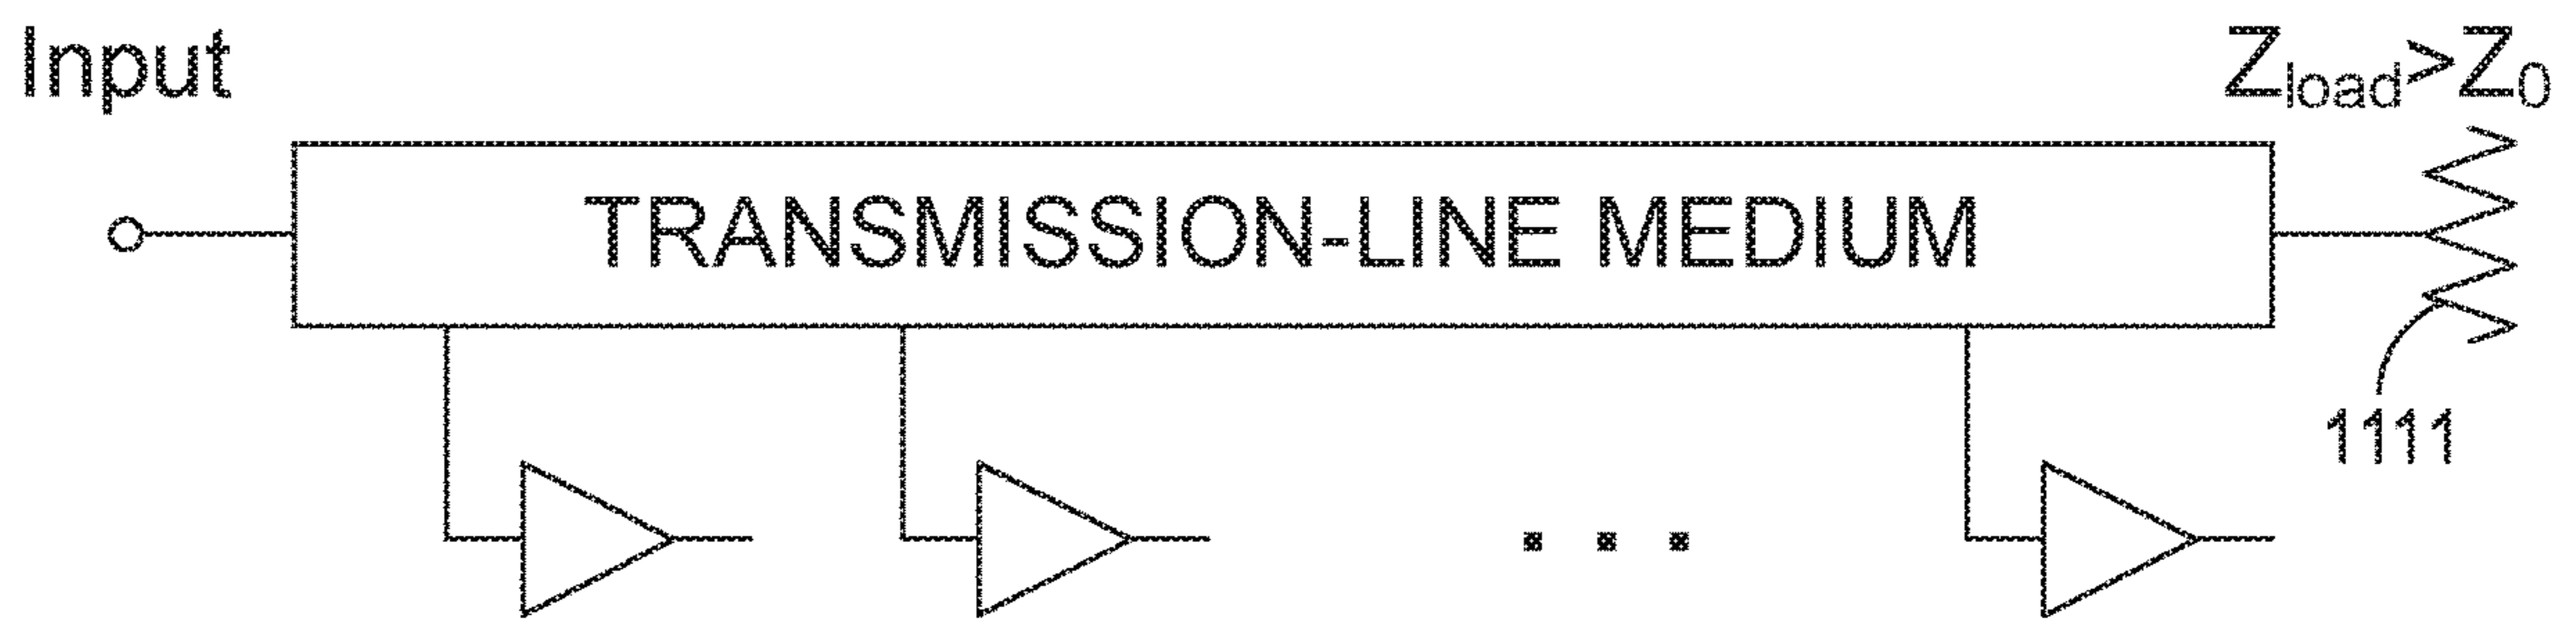 Input
Zload>Z0
TRANSMISSION-LINE MEDIUM
1111